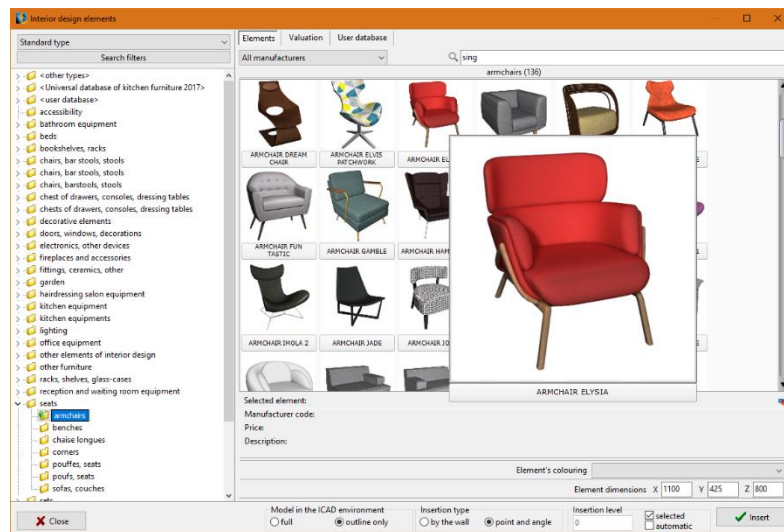 Interior design elements
Standard type
Search filters
<other types>
<Universal database of kitchen furniture 2017>
<user database>
accessibility
bathroom equipment
beds
bookshelves, racks
chairs, bar stools, stools
chairs, bar stools, stools
chairs, barstools, stools
chest of drawers, consoles, dressing tables
chests of drawers, consoles, dressing tables
decorative elements
doors, windows, decorations
electronics, other devices
fireplaces and accessories
fittings, ceramics, other
garden
hairdressing salon equipment
kitchen equipment
kitchen equipments
lighting
office equipment
other elements of interior design
other furniture
racks, shelves, glass-cases
reception and waiting room equipment
seats
armchairs
benches
chaise longues
corners
pouffes, seats
poufs, seats
sofas, couches
sets
Close
Elements Valuation User database
All manufacturers sing
armchairs (136)
ARMCHAIR DREAM CHAIR
ARMCHAIR ELVIS PATCHWORK
ARMCHAIR EL
ARMCHAIR FUN TASTIC
ARMCHAIR GAMBLE
ARMCHAIR HAM
ARMCHAIR IMOLA 2
ARMCHAIR JADE
ARMCHAIR JO
ARMCHAIR ELYSIA
Selected element:
Manufacturer code:
Price:
Description:
Element's colouring
Element dimensions X 1100 Y 425 Z 800
Model in the ICAD environment
full outline only
Insertion type
by the wall point and angle
Insertion level
0
selected
automatic
Insert